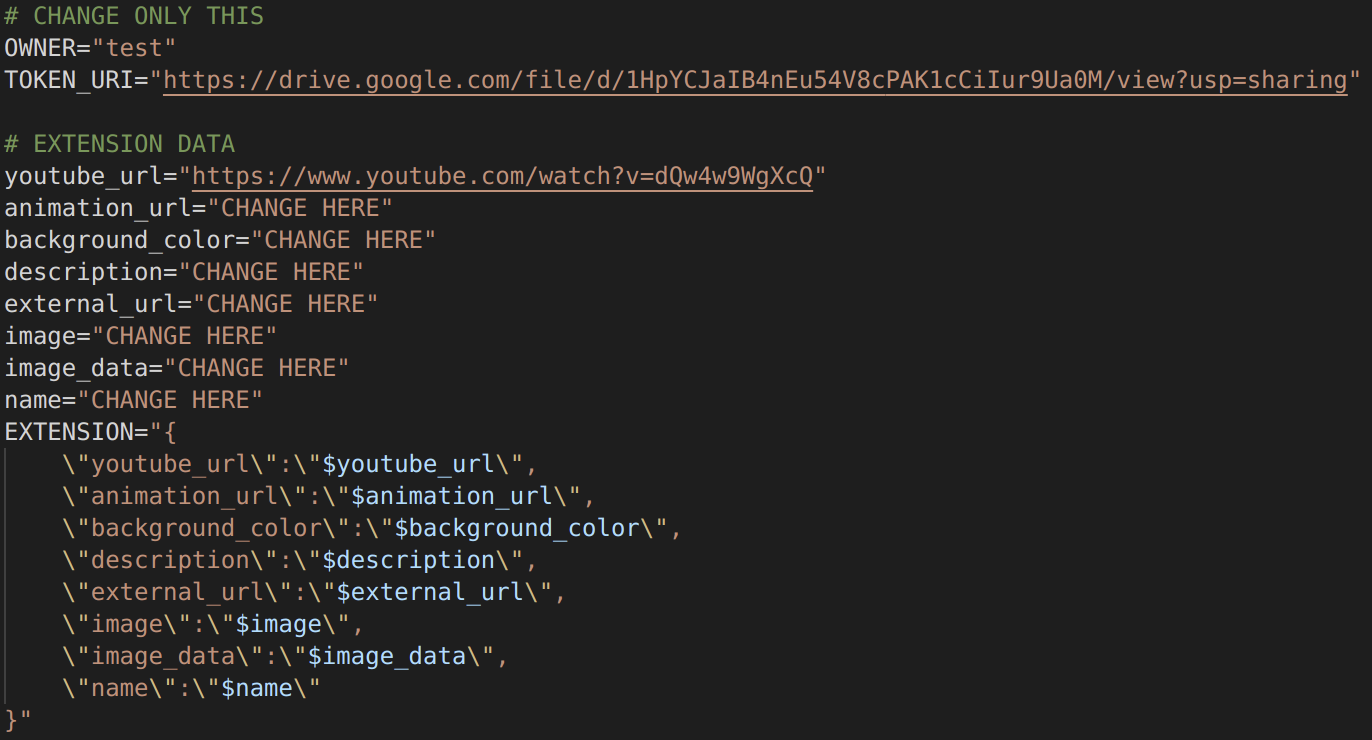 # CHANGE ONLY THIS
OWNER="test"
TOKEN_URI="https://drive.google.com/file/d/1HpYCJaIB4nEu54V8cPAK1cCiIur9Ua0M/view?usp=sharing"
# EXTENSION DATA
youtube_url="https://www.youtube.com/watch?v=dQw4w9WgXcQ"
animation_url="CHANGE HERE"
background_color="CHANGE HERE"
description="CHANGE HERE"
external_url="CHANGE HERE"
image="CHANGE HERE"
image_data="CHANGE HERE"
name="CHANGE HERE"
EXTENSION="{
    \"youtube_url\":\"$youtube_url\",
    \"animation_url\":\"$animation_url\",
    \"background_color\":\"$background_color\",
    \"description\":\"$description\",
    \"external_url\":\"$external_url\",
    \"image\":\"$image\",
    \"image_data\":\"$image_data\",
    \"name\":\"$name\"
}"